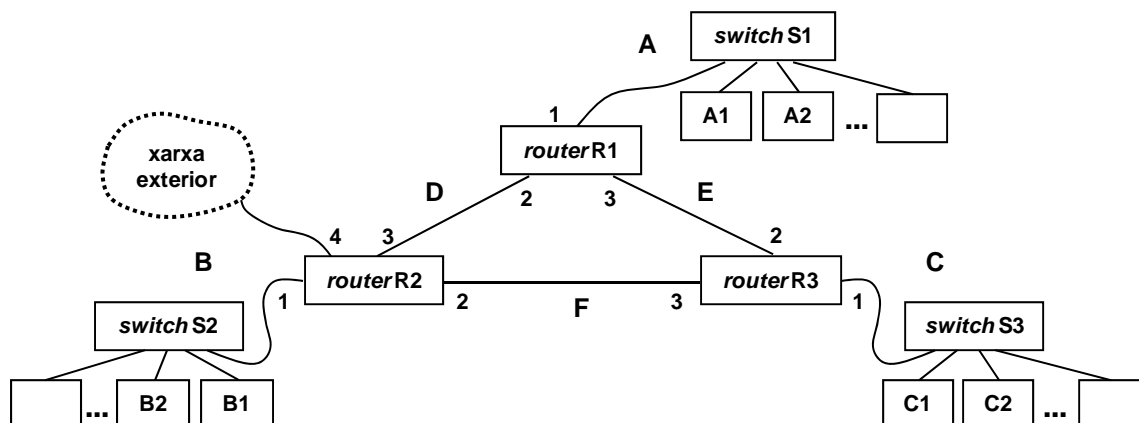 A
switch S1
A1
A2
...
1
router R1
xarxa
exterior
D
2
3
E
4
3
2
B
router R2
router R3
C
1
2
F
3
1
switch S2
switch S3
...
B2
B1
C1
C2
...